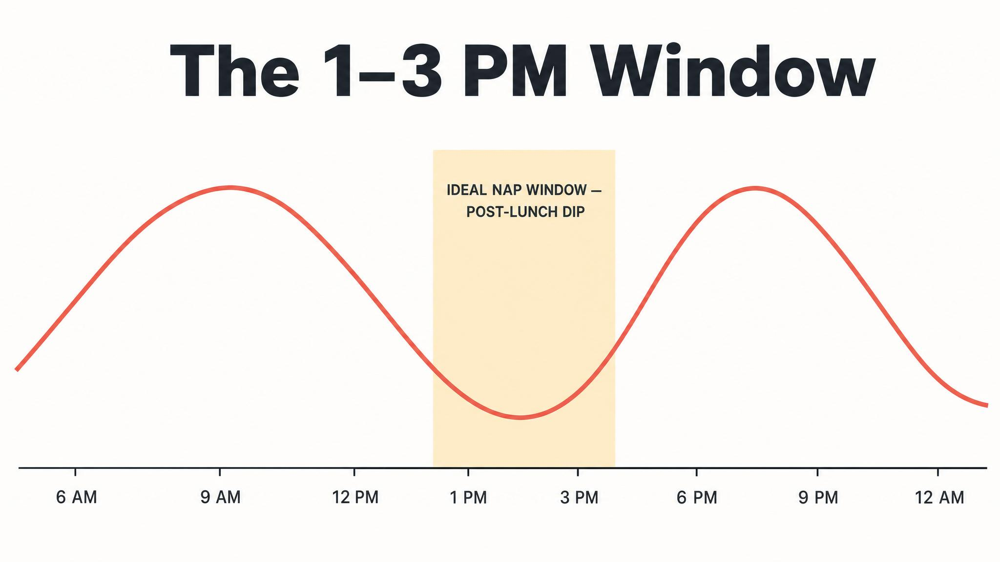 The 1–3 PM Window
IDEAL NAP WINDOW —
POST-LUNCH DIP
6 AM
9 AM
12 PM
1 PM
3 PM
6 PM
9 PM
12 AM